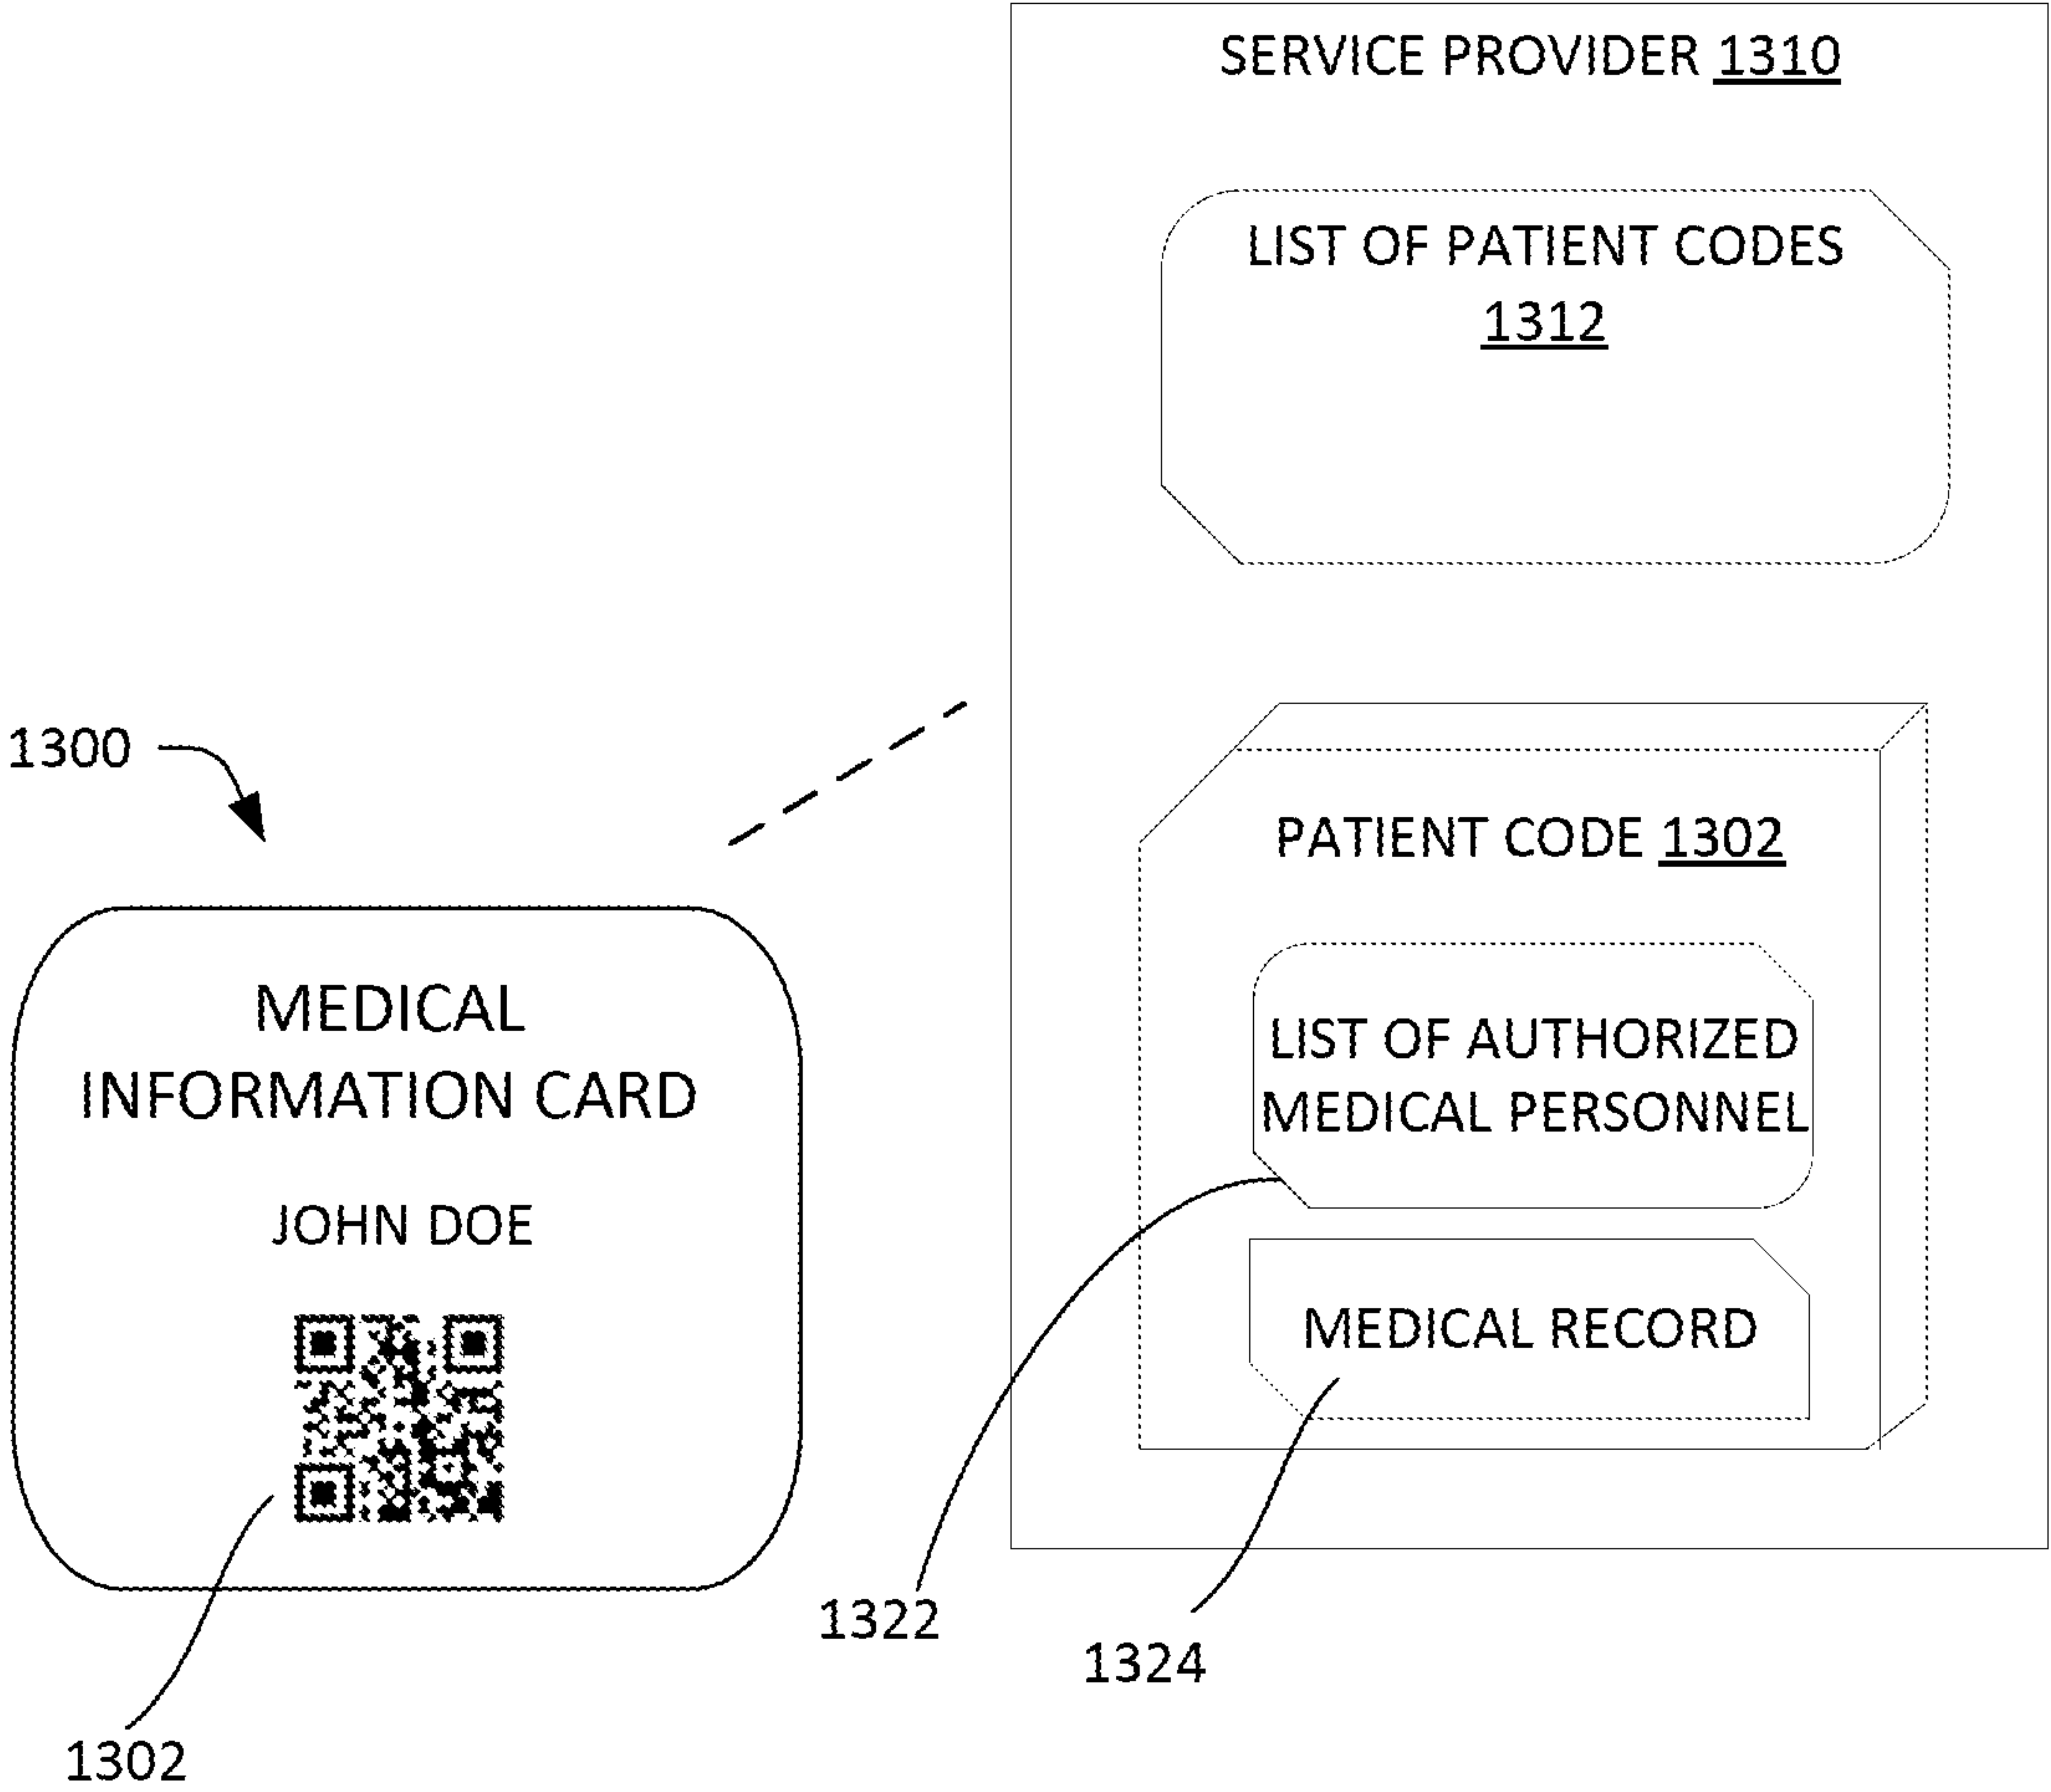 SERVICE PROVIDER 1310
LIST OF PATIENT CODES
1312
1300
PATIENT CODE 1302
LIST OF AUTHORIZED
MEDICAL PERSONNEL
MEDICAL RECORD
MEDICAL
INFORMATION CARD
JOHN DOE
1322
1324
1302